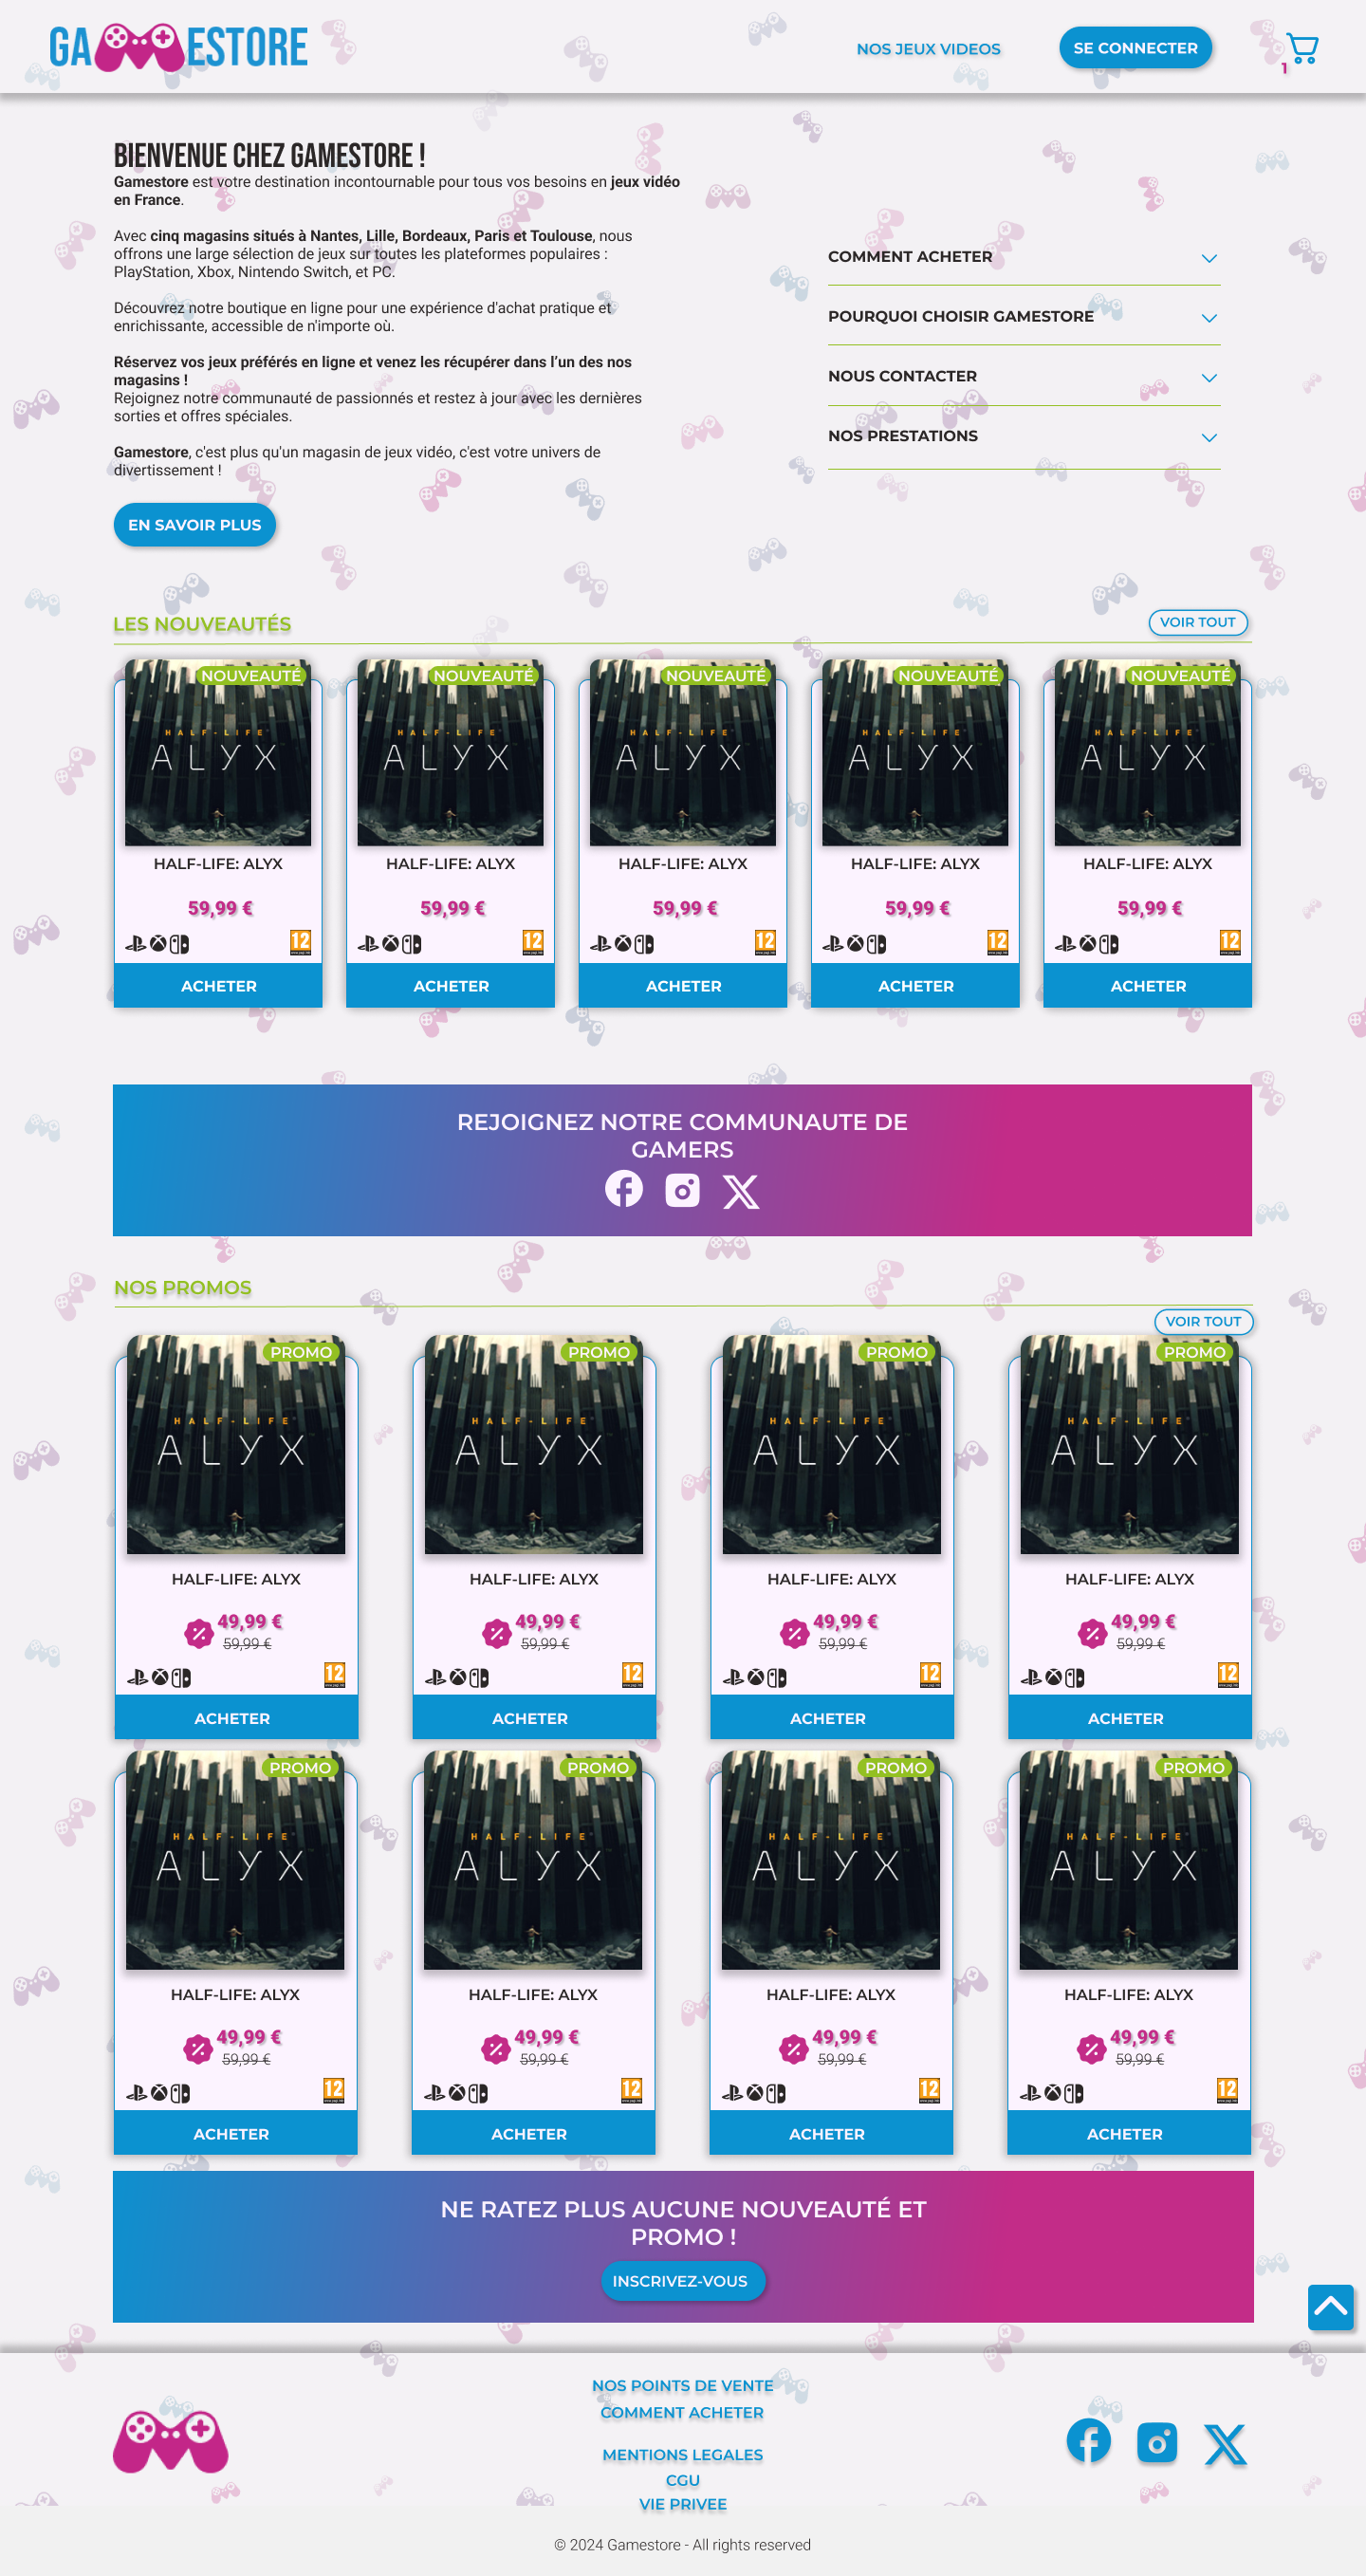 GA ESTORE
NOS JEUX VIDEOS
SE CONNECTER
1
BIENVENUE CHEZ GAMESTORE !
Gamestore est votre destination incontournable pour tous vos besoins en jeux vidéo
en France.
Avec cinq magasins situés à Nantes, Lille, Bordeaux, Paris et Toulouse, nous
offrons une large sélection de jeux sur toutes les plateformes populaires :
PlayStation, Xbox, Nintendo Switch, et PC.
Découvrez notre boutique en ligne pour une expérience d'achat pratique et
enrichissante, accessible de n'importe où.
Réservez vos jeux préférés en ligne et venez les récupérer dans l’un des nos
magasins !
Rejoignez notre communauté de passionnés et restez à jour avec les dernières
sorties et offres spéciales.
Gamestore, c'est plus qu'un magasin de jeux vidéo, c'est votre univers de
divertissement !
EN SAVOIR PLUS
COMMENT ACHETER
POURQUOI CHOISIR GAMESTORE
NOUS CONTACTER
NOS PRESTATIONS
LES NOUVEAUTÉS
VOIR TOUT
NOUVEAUTÉ NOUVEAUTÉ NOUVEAUTÉ NOUVEAUTÉ NOUVEAUTÉ
HALF-LIFE HALF-LIFE HALF-LIFE HALF-LIFE HALF-LIFE
ALYX ALYX ALYX ALYX ALYX
HALF-LIFE: ALYX HALF-LIFE: ALYX HALF-LIFE: ALYX HALF-LIFE: ALYX HALF-LIFE: ALYX
59,99 € 59,99 € 59,99 € 59,99 € 59,99 €
12 12 12 12 12
ACHETER ACHETER ACHETER ACHETER ACHETER
REJOIGNEZ NOTRE COMMUNAUTE DE
GAMERS
NOS PROMOS
VOIR TOUT
PROMO PROMO PROMO PROMO
HALF-LIFE HALF-LIFE HALF-LIFE HALF-LIFE
ALYX ALYX ALYX ALYX
HALF-LIFE: ALYX HALF-LIFE: ALYX HALF-LIFE: ALYX HALF-LIFE: ALYX
49,99 € 49,99 € 49,99 € 49,99 €
59,99 € 59,99 € 59,99 € 59,99 €
12 12 12 12
ACHETER ACHETER ACHETER ACHETER
PROMO PROMO PROMO PROMO
HALF-LIFE HALF-LIFE HALF-LIFE HALF-LIFE
ALYX ALYX ALYX ALYX
HALF-LIFE: ALYX HALF-LIFE: ALYX HALF-LIFE: ALYX HALF-LIFE: ALYX
49,99 € 49,99 € 49,99 € 49,99 €
59,99 € 59,99 € 59,99 € 59,99 €
12 12 12 12
ACHETER ACHETER ACHETER ACHETER
NE RATEZ PLUS AUCUNE NOUVEAUTÉ ET
PROMO !
INSCRIVEZ-VOUS
NOS POINTS DE VENTE
COMMENT ACHETER
MENTIONS LEGALES
CGU
VIE PRIVEE
© 2024 Gamestore - All rights reserved